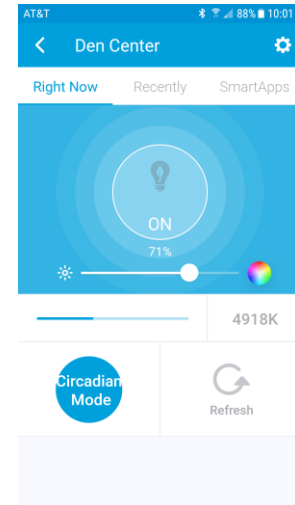 AT&T 88% 10:01
Den Center
Right Now Recently SmartApps
ON
71%
4918K
Circadian
Mode
Refresh